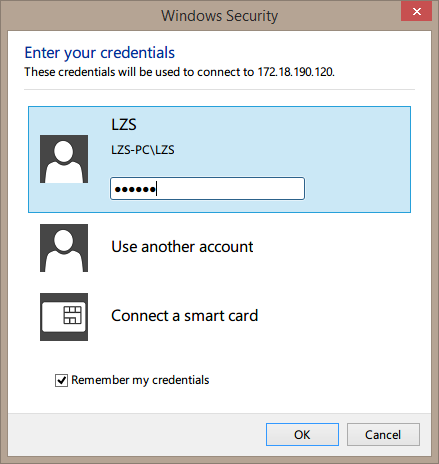 Windows Security
Enter your credentials
These credentials will be used to connect to 172.18.190.120.
LZS
LZS-PC\LZS
●●●●●●
Use another account
Connect a smart card
Remember my credentials
OK
Cancel